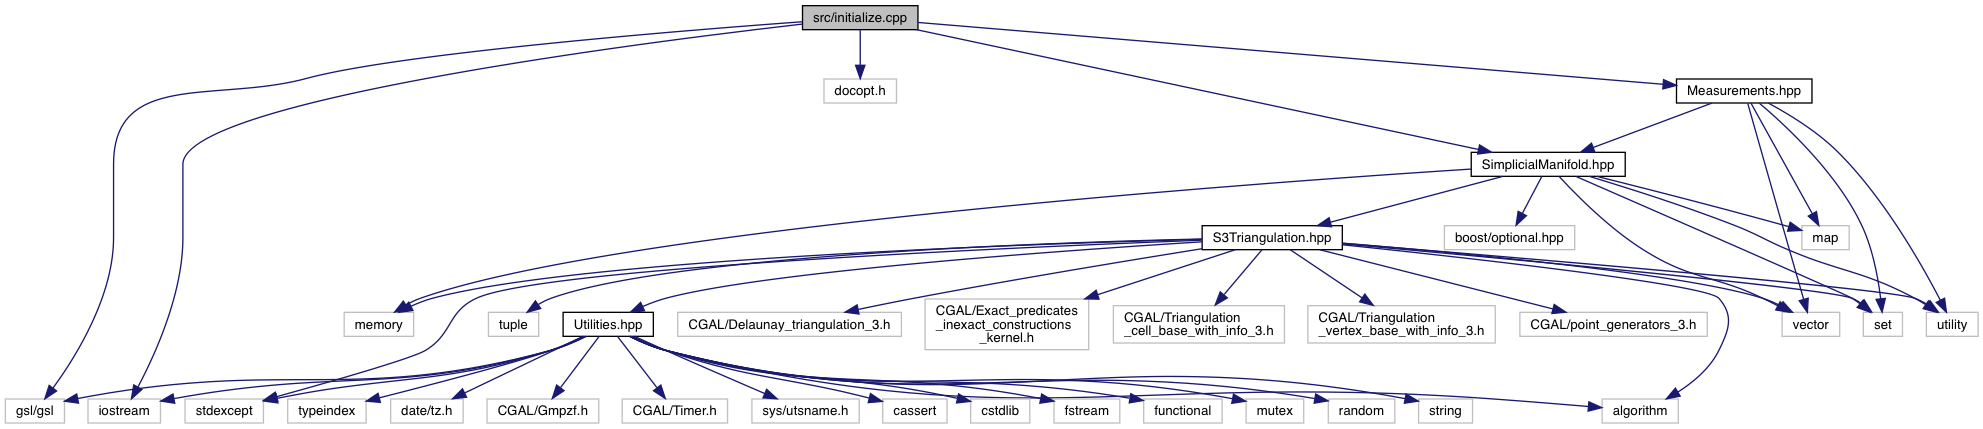 src/initialize.cpp
docopt.h
Measurements.hpp
SimplicialManifold.hpp
S3Triangulation.hpp
boost/optional.hpp
map
memory
tuple
Utilities.hpp
CGAL/Delaunay_triangulation_3.h
CGAL/Exact_predicates
_inexact_constructions
_kernel.h
CGAL/Triangulation
_cell_base_with_info_3.h
CGAL/Triangulation
_vertex_base_with_info_3.h
CGAL/point_generators_3.h
vector
set
utility
gsl/gsl
iostream
stdexcept
typeindex
date/tz.h
CGAL/Gmpzf.h
CGAL/Timer.h
sys/utsname.h
cassert
cstdlib
fstream
functional
mutex
random
string
algorithm